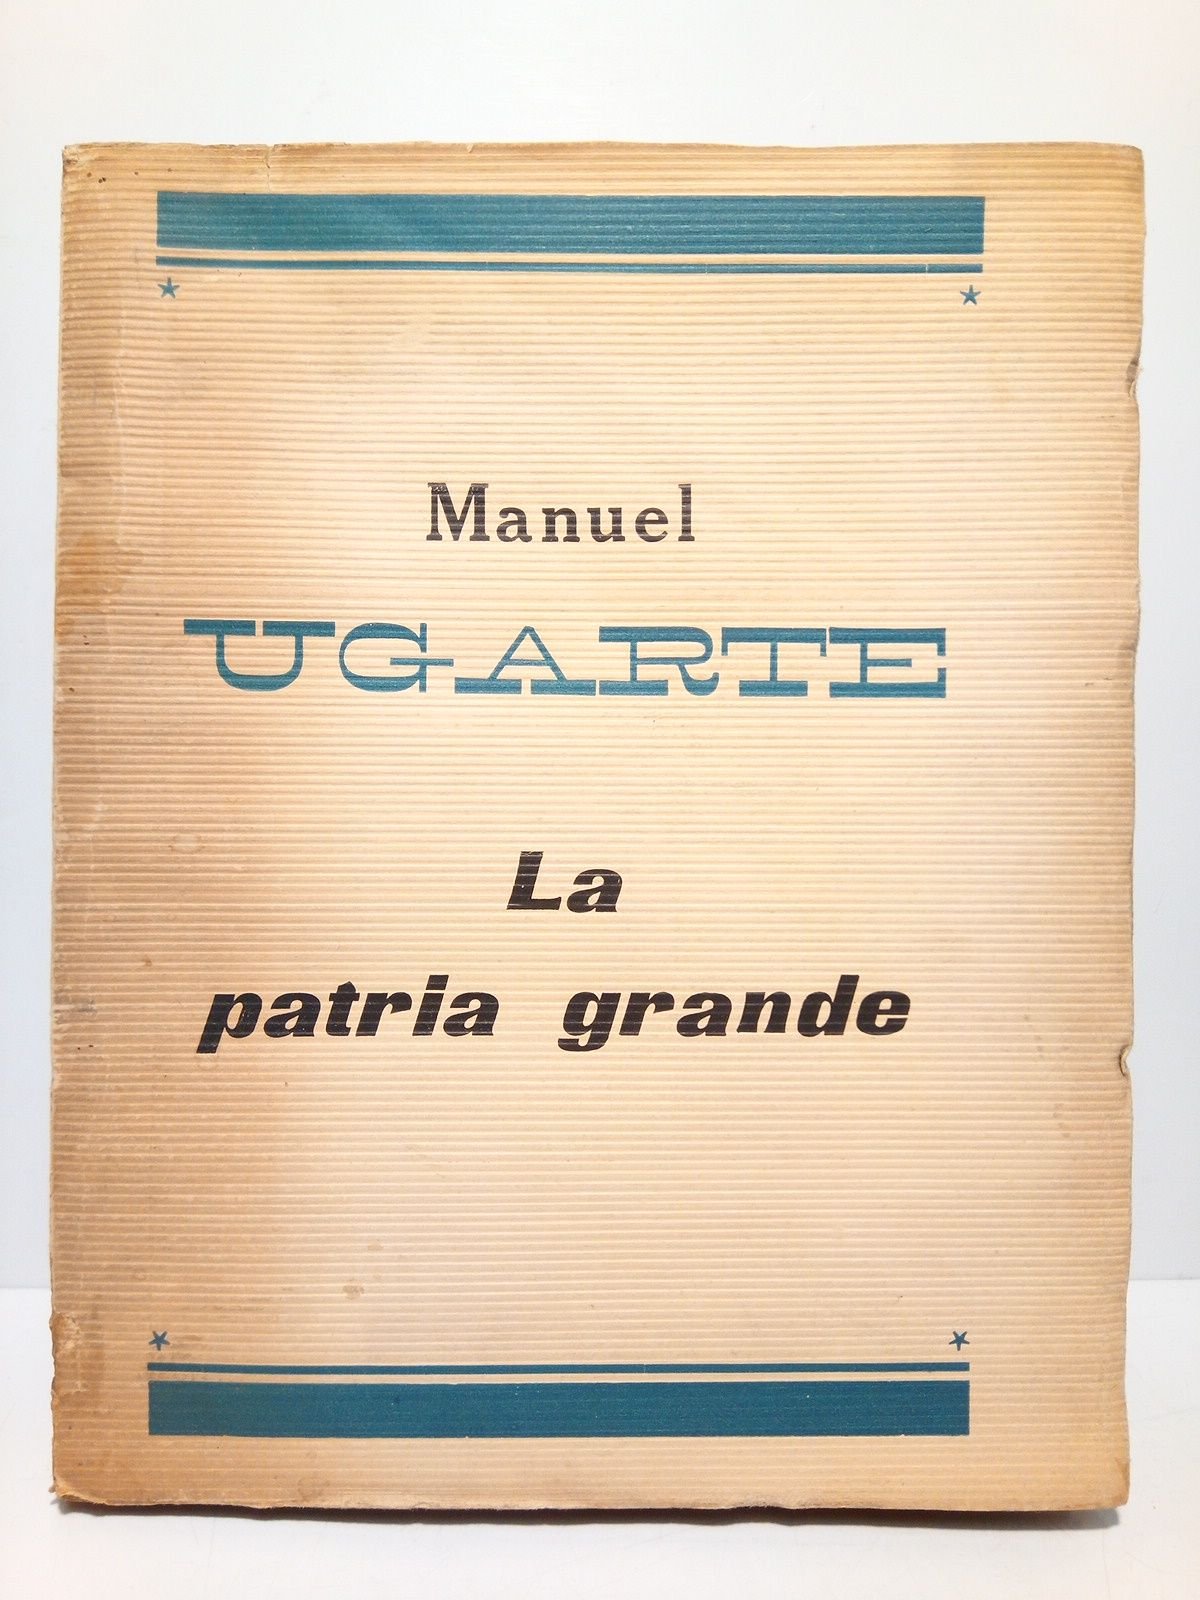 Manuel
UGARTE
La
patria grande